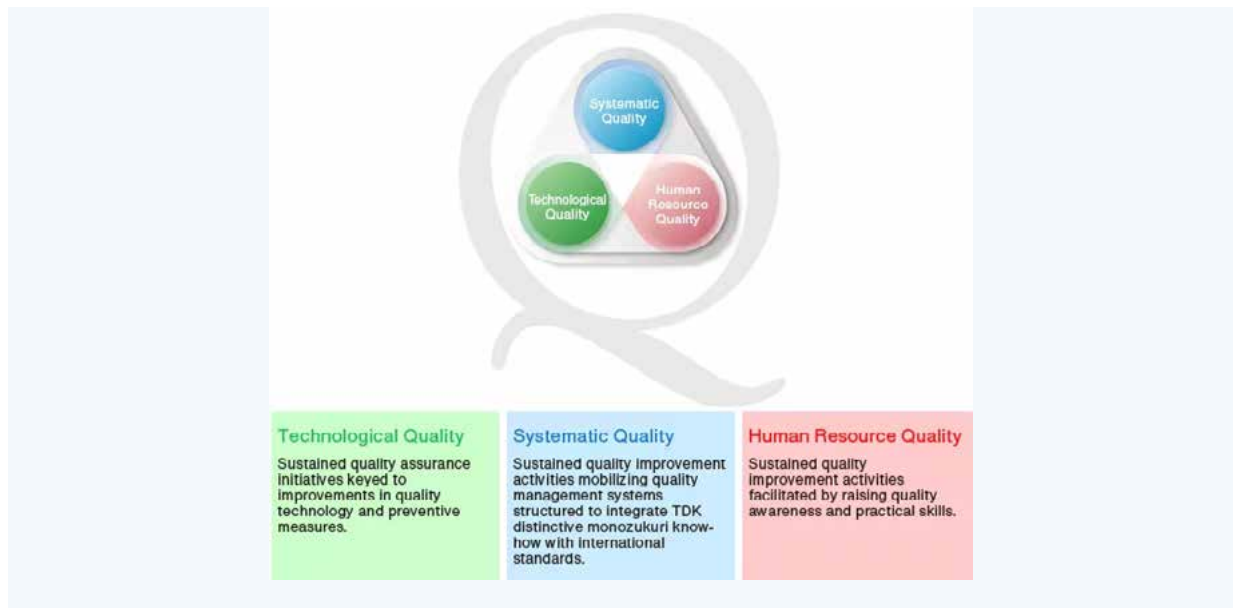 Systematic
Quality
Technological
Quality
Human
Resource
Quality
Q
Technological Quality
Sustained quality assurance
initiatives keyed to
improvements in quality
technology and preventive
measures.
Systematic Quality
Sustained quality improvement
activities mobilizing quality
management systems
structured to integrate TDK
distinctive monozukuri know-
how with international
standards.
Human Resource Quality
Sustained quality
improvement activities
facilitated by raising quality
awareness and practical skills.